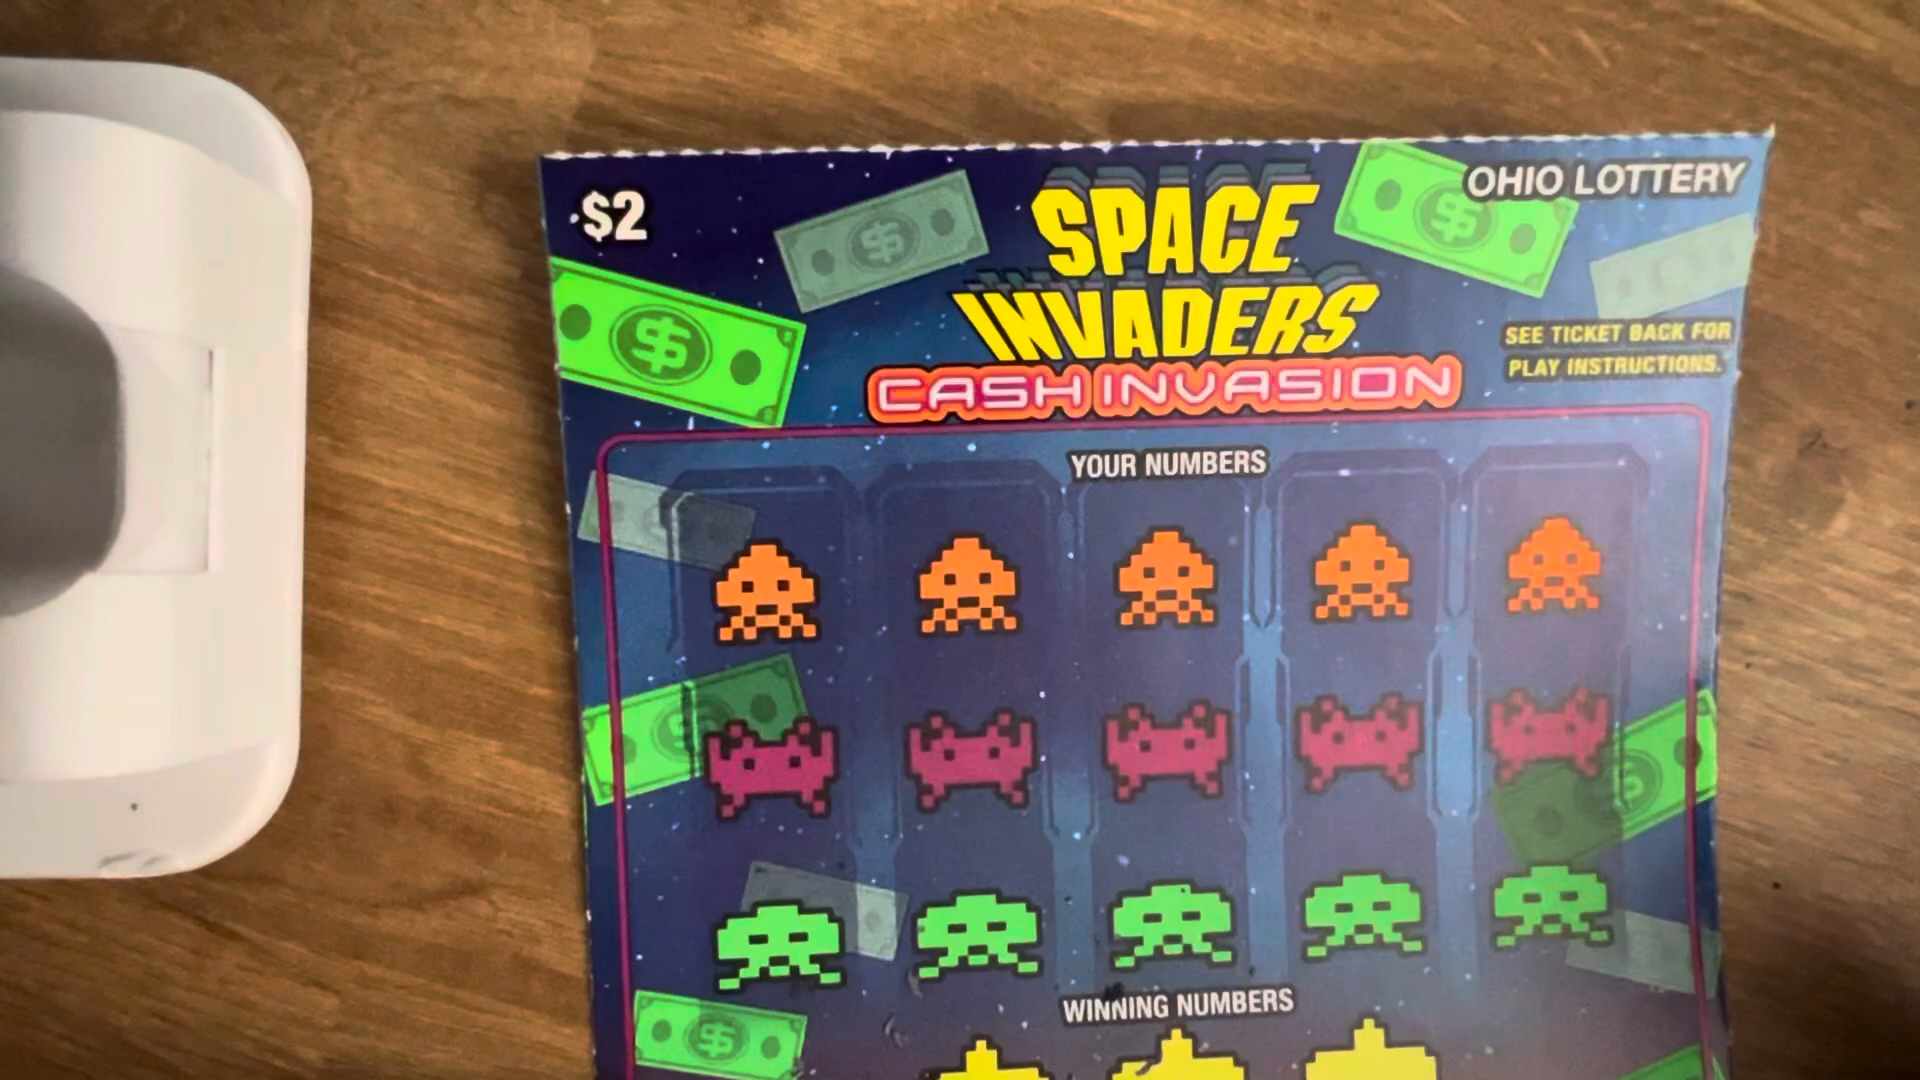 $2
OHIO LOTTERY
SPACE
INVADERS
CASH INVASION
SEE TICKET BACK FOR
PLAY INSTRUCTIONS.
YOUR NUMBERS
WINNING NUMBERS